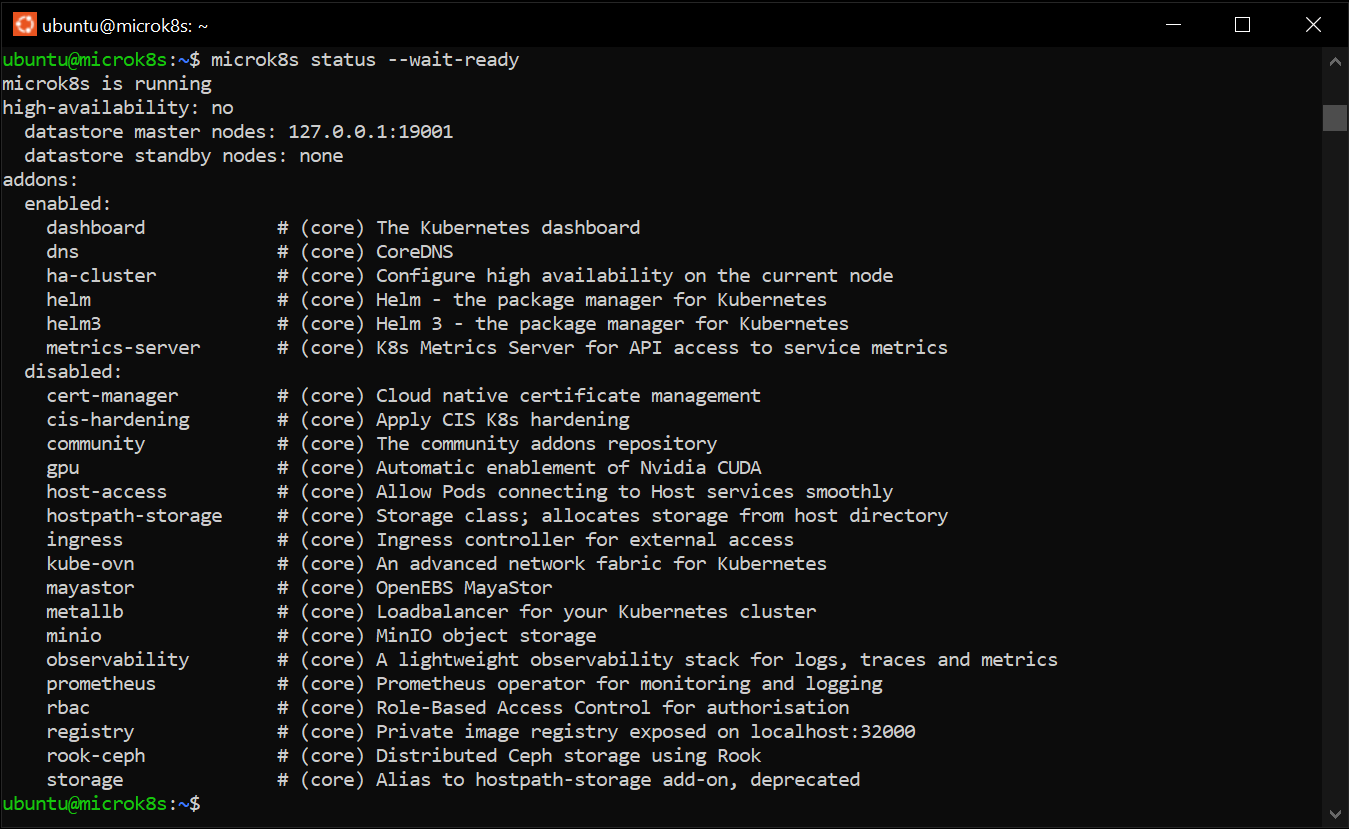 ubuntu@microk8s: ~
ubuntu@microk8s:~$ microk8s status --wait-ready
microk8s is running
high-availability: no
  datastore master nodes: 127.0.0.1:19001
  datastore standby nodes: none
addons:
  enabled:
    dashboard            # (core) The Kubernetes dashboard
    dns                  # (core) CoreDNS
    ha-cluster           # (core) Configure high availability on the current node
    helm                 # (core) Helm - the package manager for Kubernetes
    helm3                # (core) Helm 3 - the package manager for Kubernetes
    metrics-server       # (core) K8s Metrics Server for API access to service metrics
  disabled:
    cert-manager         # (core) Cloud native certificate management
    cis-hardening        # (core) Apply CIS K8s hardening
    community            # (core) The community addons repository
    gpu                  # (core) Automatic enablement of Nvidia CUDA
    host-access          # (core) Allow Pods connecting to Host services smoothly
    hostpath-storage     # (core) Storage class; allocates storage from host directory
    ingress              # (core) Ingress controller for external access
    kube-ovn             # (core) An advanced network fabric for Kubernetes
    mayastor             # (core) OpenEBS MayaStor
    metallb              # (core) Loadbalancer for your Kubernetes cluster
    minio                # (core) MinIO object storage
    observability        # (core) A lightweight observability stack for logs, traces and metrics
    prometheus           # (core) Prometheus operator for monitoring and logging
    rbac                 # (core) Role-Based Access Control for authorisation
    registry             # (core) Private image registry exposed on localhost:32000
    rook-ceph            # (core) Distributed Ceph storage using Rook
    storage              # (core) Alias to hostpath-storage add-on, deprecated
ubuntu@microk8s:~$